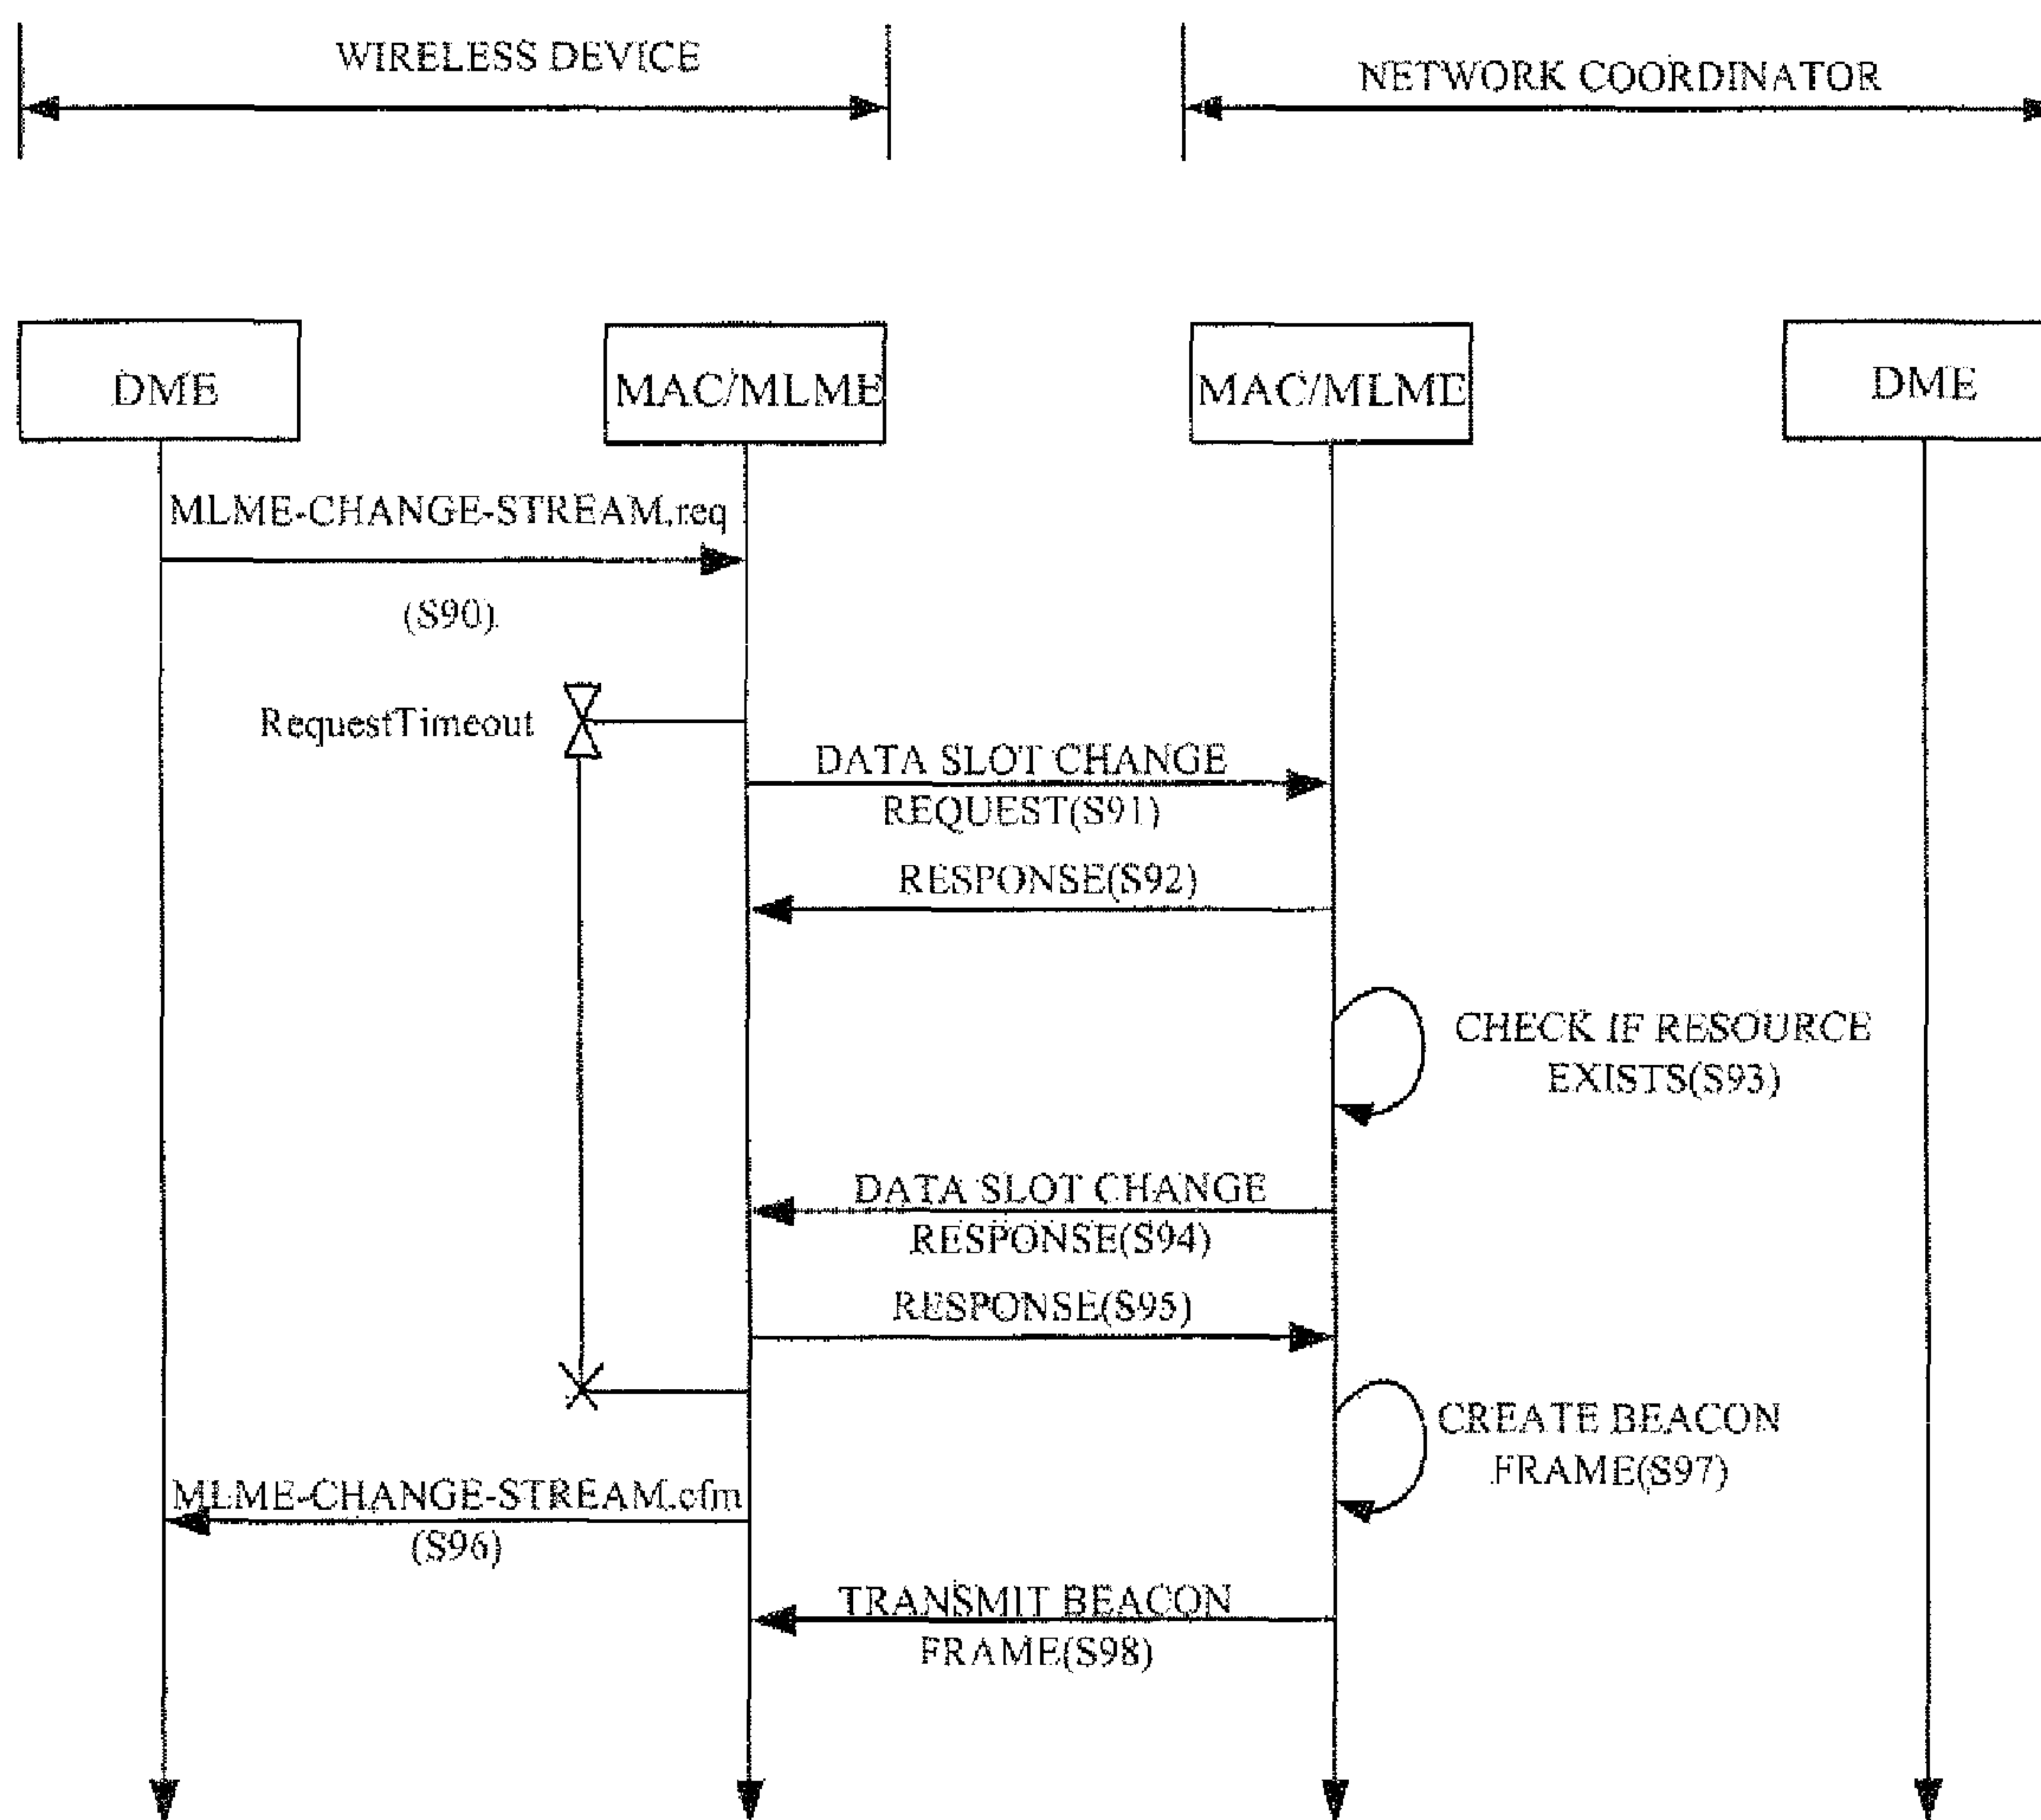 WIRELESS DEVICE
NETWORK COORDINATOR
DME
MAC/MLME
MAC/MLME
DME
MLME-CHANGE-STREAM.req
(S90)
RequestTimeout
DATA SLOT CHANGE
REQUEST(S91)
RESPONSE(S92)
CHECK IF RESOURCE
EXISTS(S93)
DATA SLOT CHANGE
RESPONSE(S94)
RESPONSE(S95)
CREATE BEACON
FRAME(S97)
MLME-CHANGE-STREAM.cfm
(S96)
TRANSMIT BEACON
FRAME(S98)